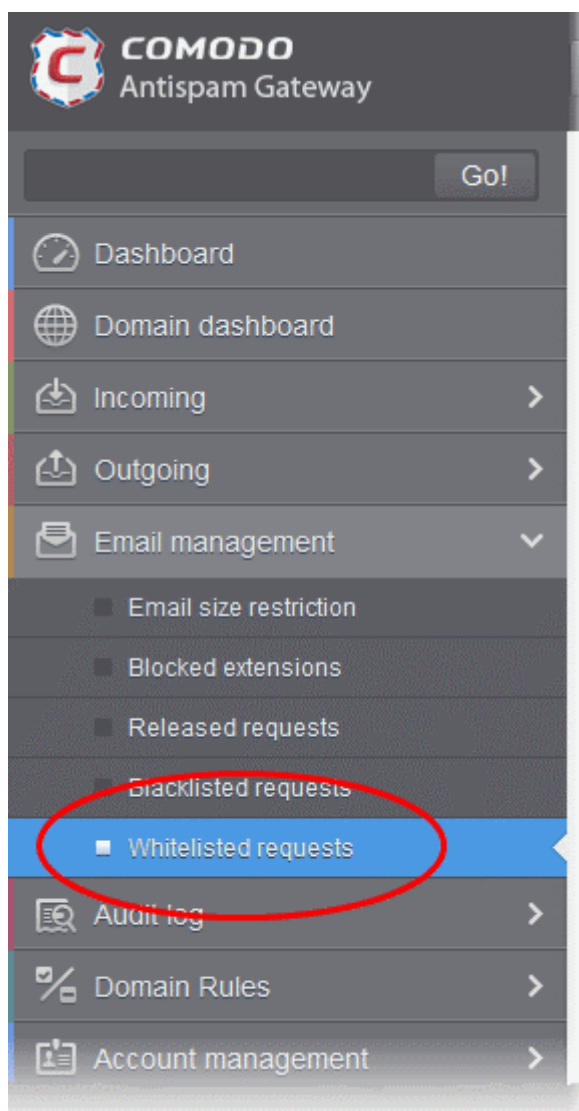 COMODO
Antispam Gateway
Go!
Dashboard
Domain dashboard
Incoming
Outgoing
Email management
Email size restriction
Blocked extensions
Released requests
Blacklisted requests
Whitelisted requests
Audit log
Domain Rules
Account management